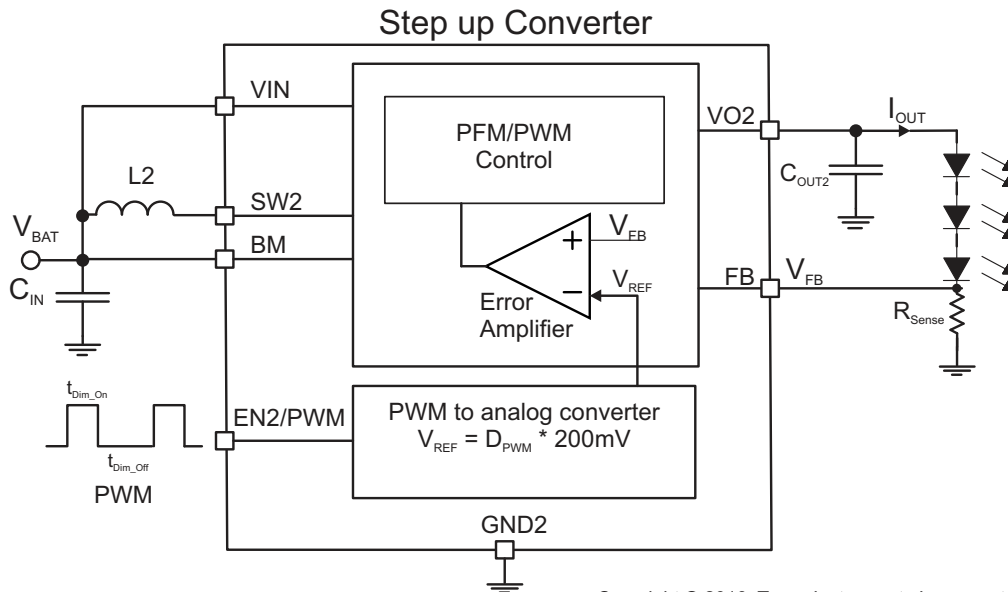 Step up Converter
VIN
VO2
I_OUT
PFM/PWM
Control
L2
C_OUT2
SW2
V_BAT
BM
+
V_FB
V_REF
FB
V_FB
C_IN
−
Error
Amplifier
R_Sense
t_Dim_On
EN2/PWM
PWM to analog converter
V_REF = D_PWM * 200mV
t_Dim_Off
PWM
GND2